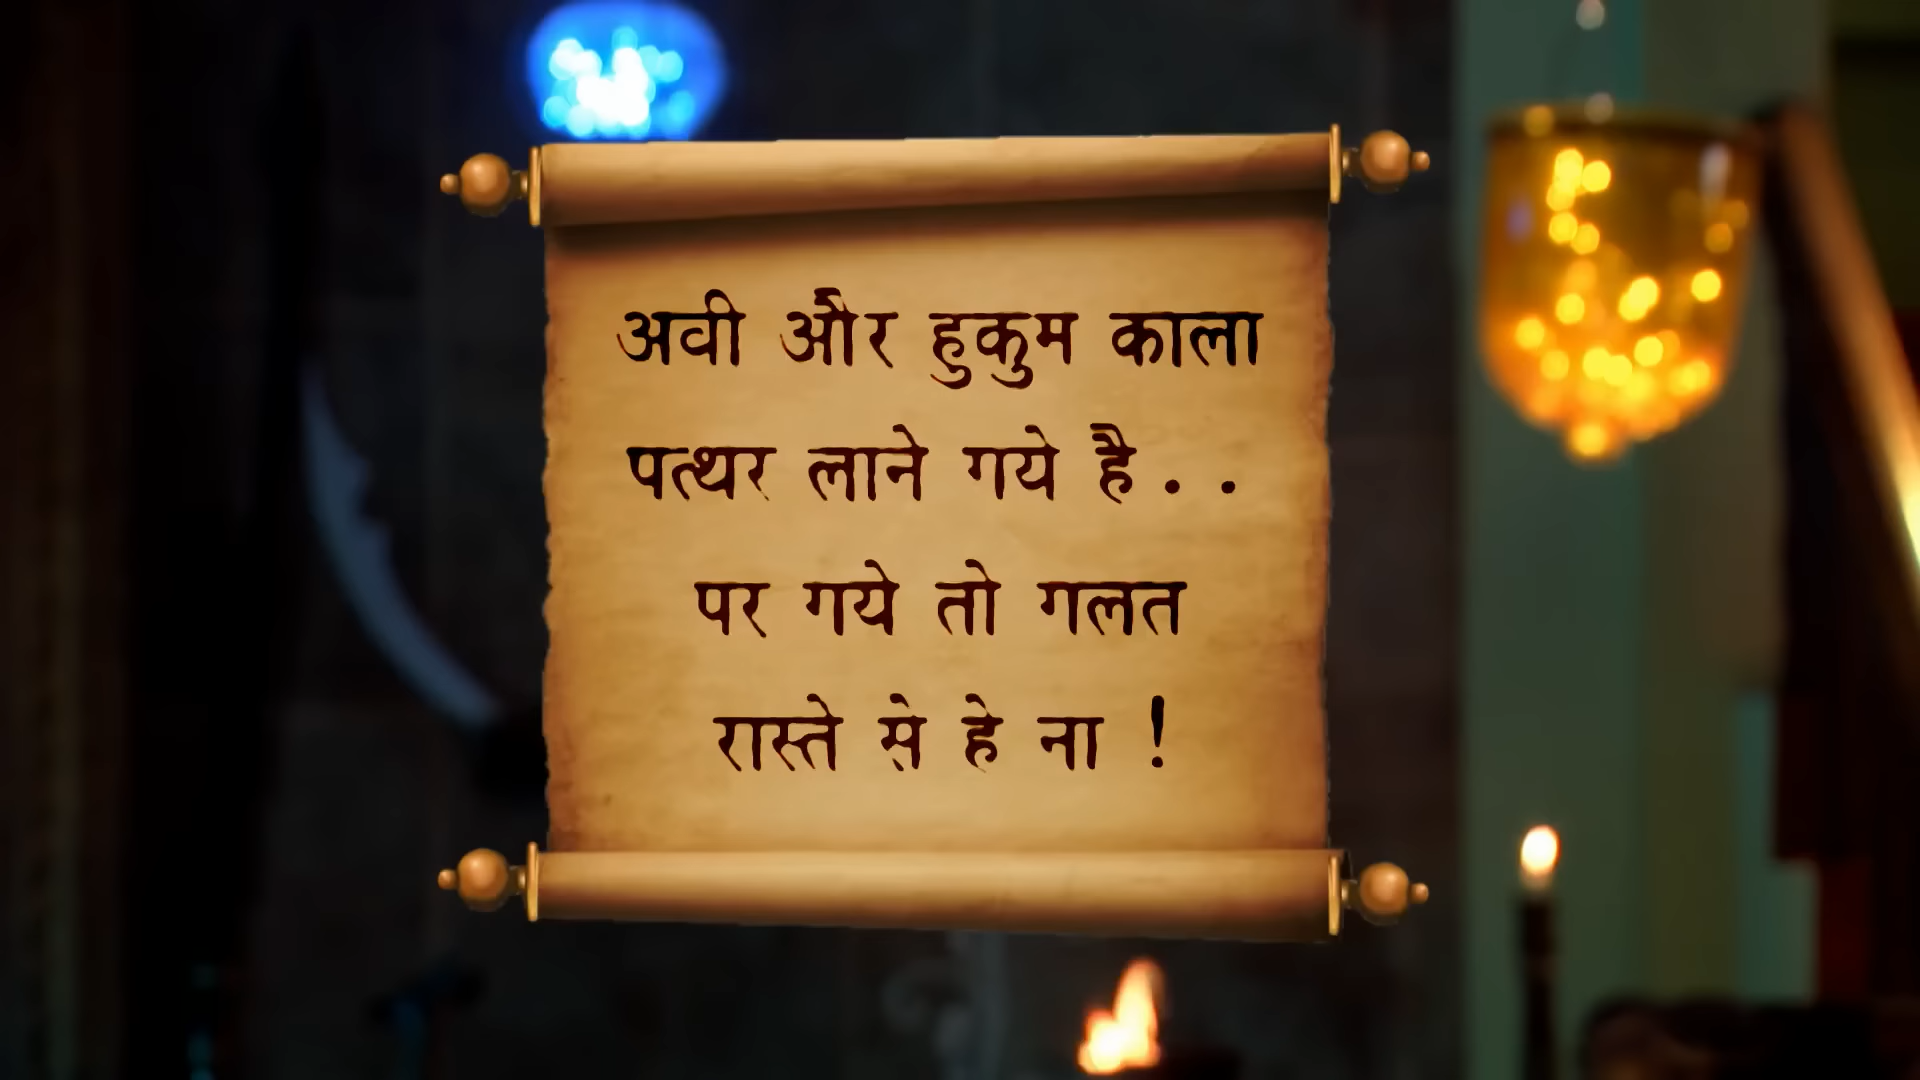 अवी और हुकुम काला
पत्थर लाने गये है..
पर गये तो गलत
रास्ते से हे ना !